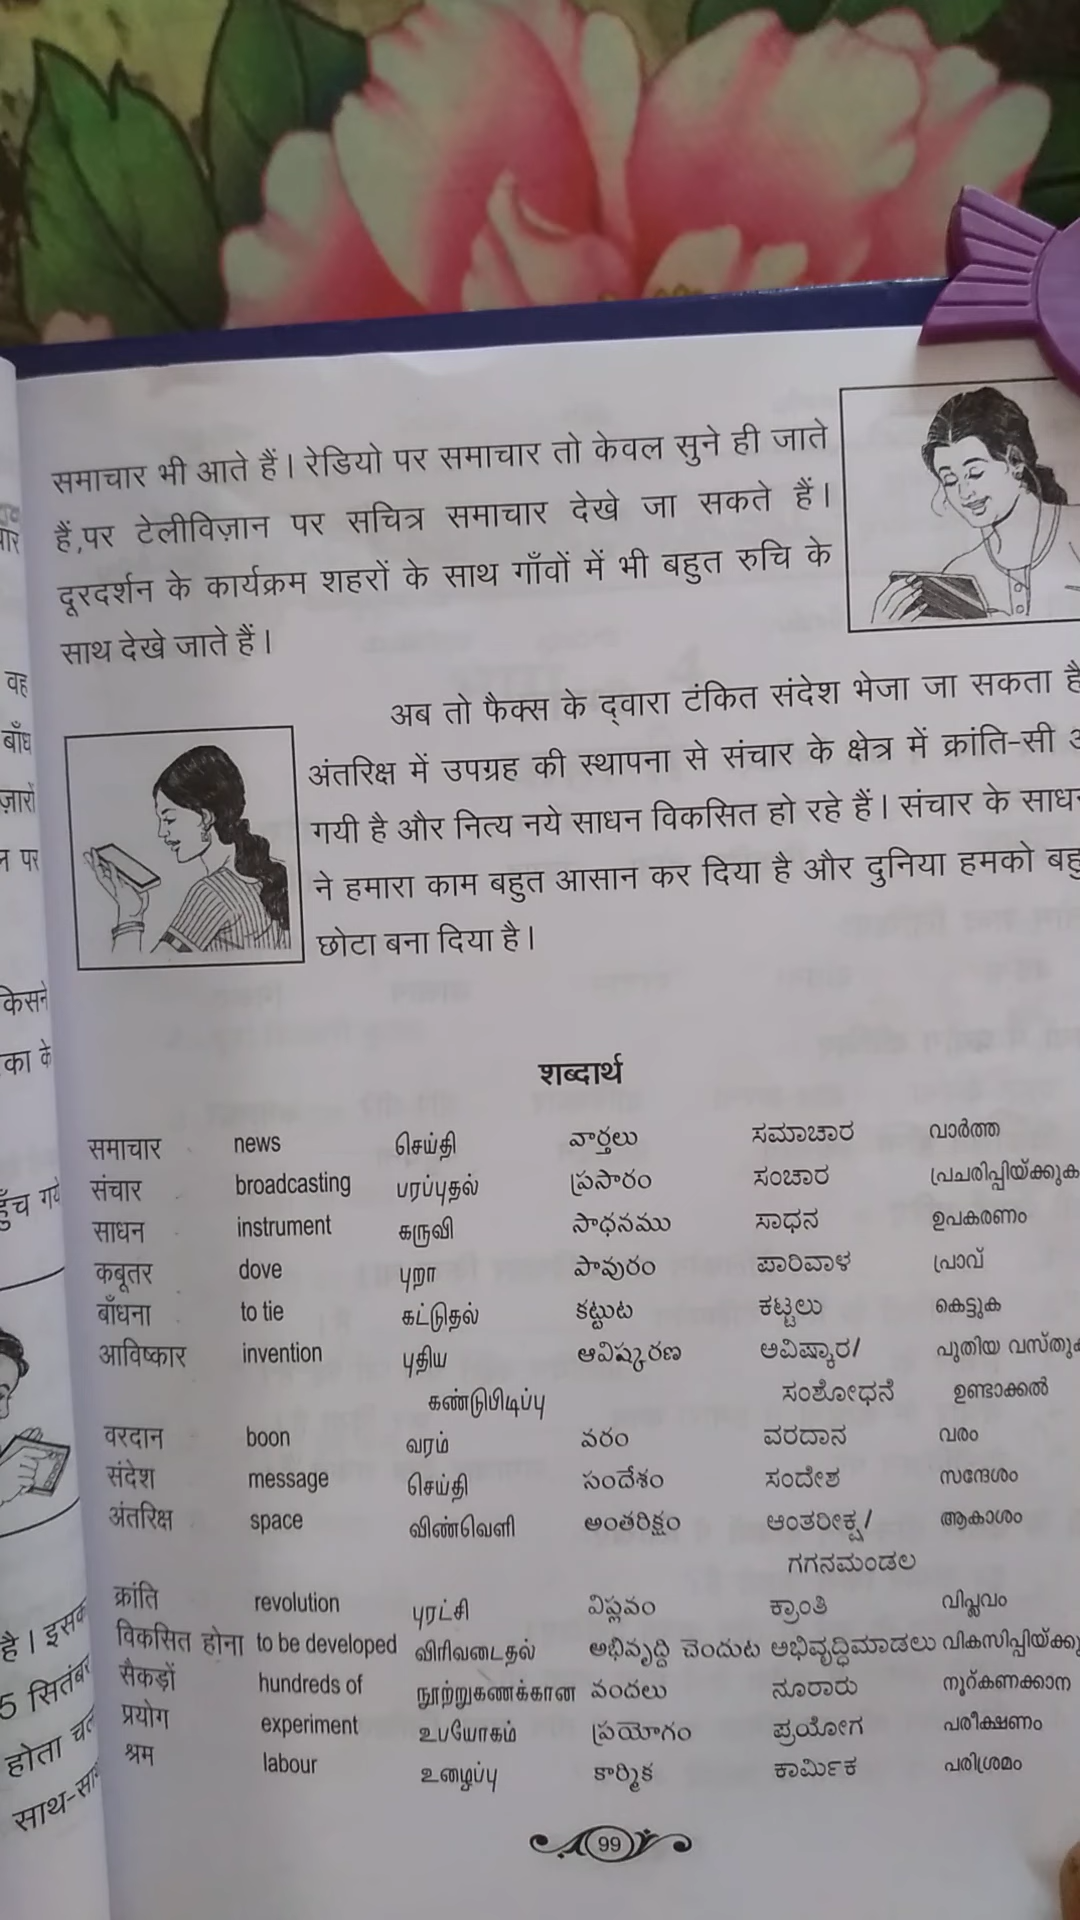 समाचार भी आते हैं। रेडियो पर समाचार तो केवल सुने ही जाते
हैं,पर टेलीविज़ान पर सचित्र समाचार देखे जा सकते हैं।
दूरदर्शन के कार्यक्रम शहरों के साथ गाँवों में भी बहुत रुचि के
साथ देखे जाते हैं।
अब तो फैक्स के द्वारा टंकित संदेश भेजा जा सकता है
अंतरिक्ष में उपग्रह की स्थापना से संचार के क्षेत्र में क्रांति-सी
गयी है और नित्य नये साधन विकसित हो रहे हैं। संचार के
ने हमारा काम बहुत आसान कर दिया है और दुनिया हमको
छोटा बना दिया है।
शब्दार्थ
समाचार news செய்தி వార్తలు ಸಮಾಚಾರ വാർത്ത
संचार broadcasting பரப்புதல் ప్రసారం ಸಂಚಾರ പ്രചരിപ്പിയ്ക്കുക
साधन instrument கருவி సాధనము ಸಾಧನ ഉപകരണം
कबूतर dove புறா పావురం ಪಾರಿವಾಳ പ്രാവ്
बाँधना to tie கட்டுதல் కట్టుట ಕಟ್ಟಲು കെട്ടുക
आविष्कार invention புதிய ఆవిష్కరణ ಅವಿಷ್ಕಾರ/ പുതിയ
கண்டுபிடிப்பு ಸಂಶೋಧನೆ ഉണ്ടാക്കൽ
वरदान boon வரம் వరం ವರದಾನ വരം
संदेश message செய்தி సందేశం ಸಂದೇಶ സന്ദേശം
अंतरिक्ष space விண்வெளி అంతరిక్షం ಆಂತರೀಕ್ಷ/ ആകാശം
ಗಗನಮಂಡಲ
क्रांति revolution புரட்சி విప్లవం ಕ್ರಾಂತಿ വിപ്ലവം
विकसित होना to be developed விரிவடைதல் అభివృద్ది చెందుట ಅಭಿವೃದ್ಧಿಮಾಡಲು
सैकड़ों hundreds of நூற்றுகணக்கான వందలు ನೂರಾರು നൂറ്കണക്കാന
प्रयोग experiment உபயோகம் ప్రయోగం ಪ್ರಯೋಗ പരീക്ഷണം
श्रम labour உழைப்பு కార్మిక ಕಾರ್ಮಿಕ പരിശ്രമം
99